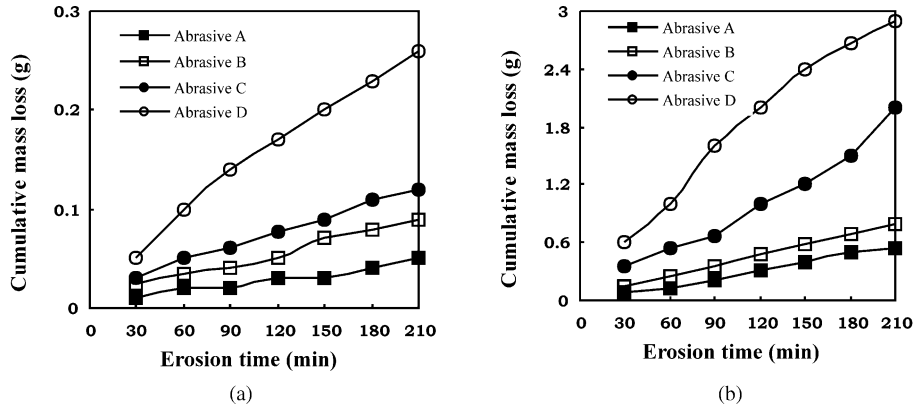 0.3
0.2
0.1
0
Cumulative mass loss (g)
Abrasive A
Abrasive B
Abrasive C
Abrasive D
0 30 60 90 120 150 180 210
Erosion time (min)
(a)
3
2.4
1.8
1.2
0.6
0
Cumulative mass loss (g)
Abrasive A
Abrasive B
Abrasive C
Abrasive D
0 30 60 90 120 150 180 210
Erosion time (min)
(b)